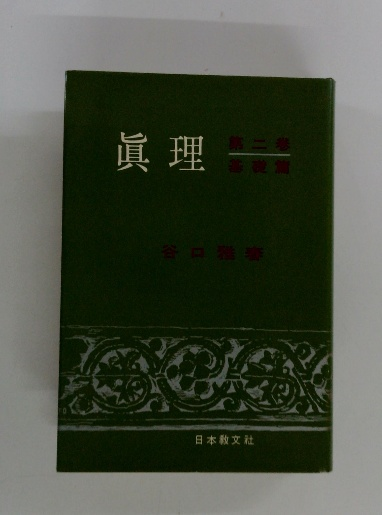 眞理 第二巻
基礎篇
谷口雅春
日本教文社